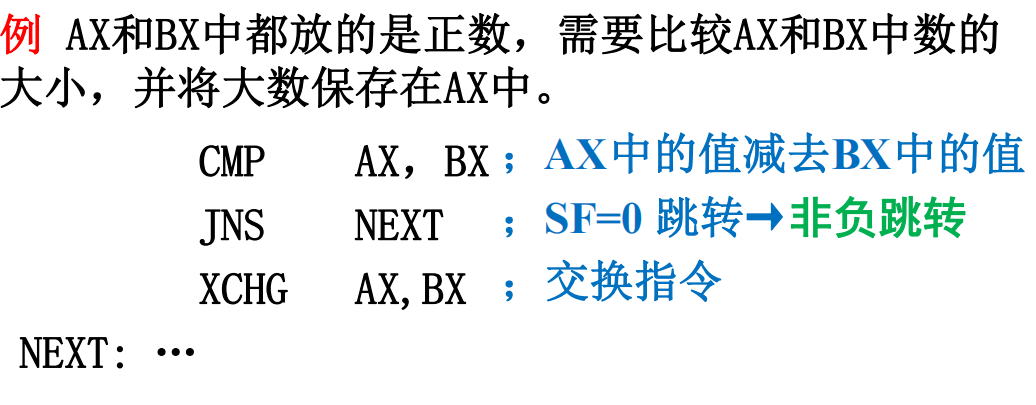 例 AX和BX中都放的是正数，需要比较AX和BX中数的
大小，并将大数保存在AX中。
CMP AX，BX；AX中的值减去BX中的值
JNS NEXT ；SF=0 跳转→非负跳转
XCHG AX,BX ；交换指令
NEXT：…